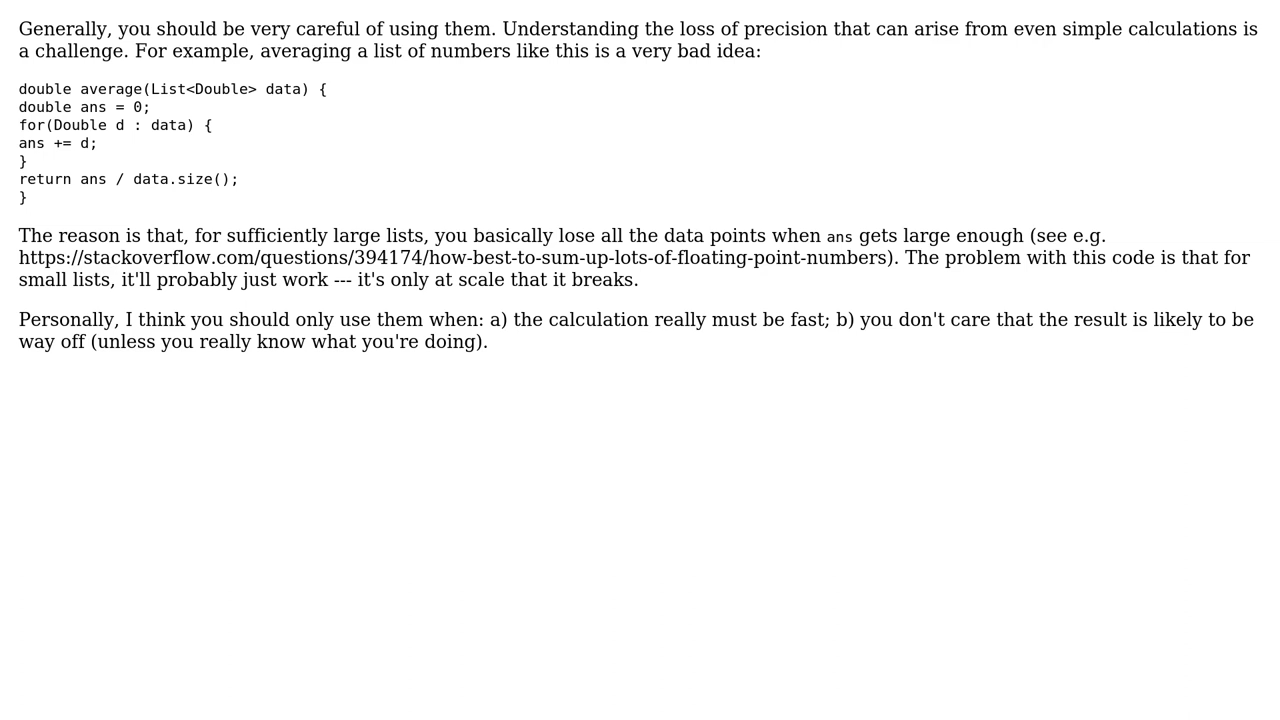 Generally, you should be very careful of using them. Understanding the loss of precision that can arise from even simple calculations is
a challenge. For example, averaging a list of numbers like this is a very bad idea:
double average(List<Double> data) {
double ans = 0;
for(Double d : data) {
ans += d;
}
return ans / data.size();
}
The reason is that, for sufficiently large lists, you basically lose all the data points when ans gets large enough (see e.g.
https://stackoverflow.com/questions/394174/how-best-to-sum-up-lots-of-floating-point-numbers). The problem with this code is that for
small lists, it'll probably just work --- it's only at scale that it breaks.
Personally, I think you should only use them when: a) the calculation really must be fast; b) you don't care that the result is likely to be
way off (unless you really know what you're doing).